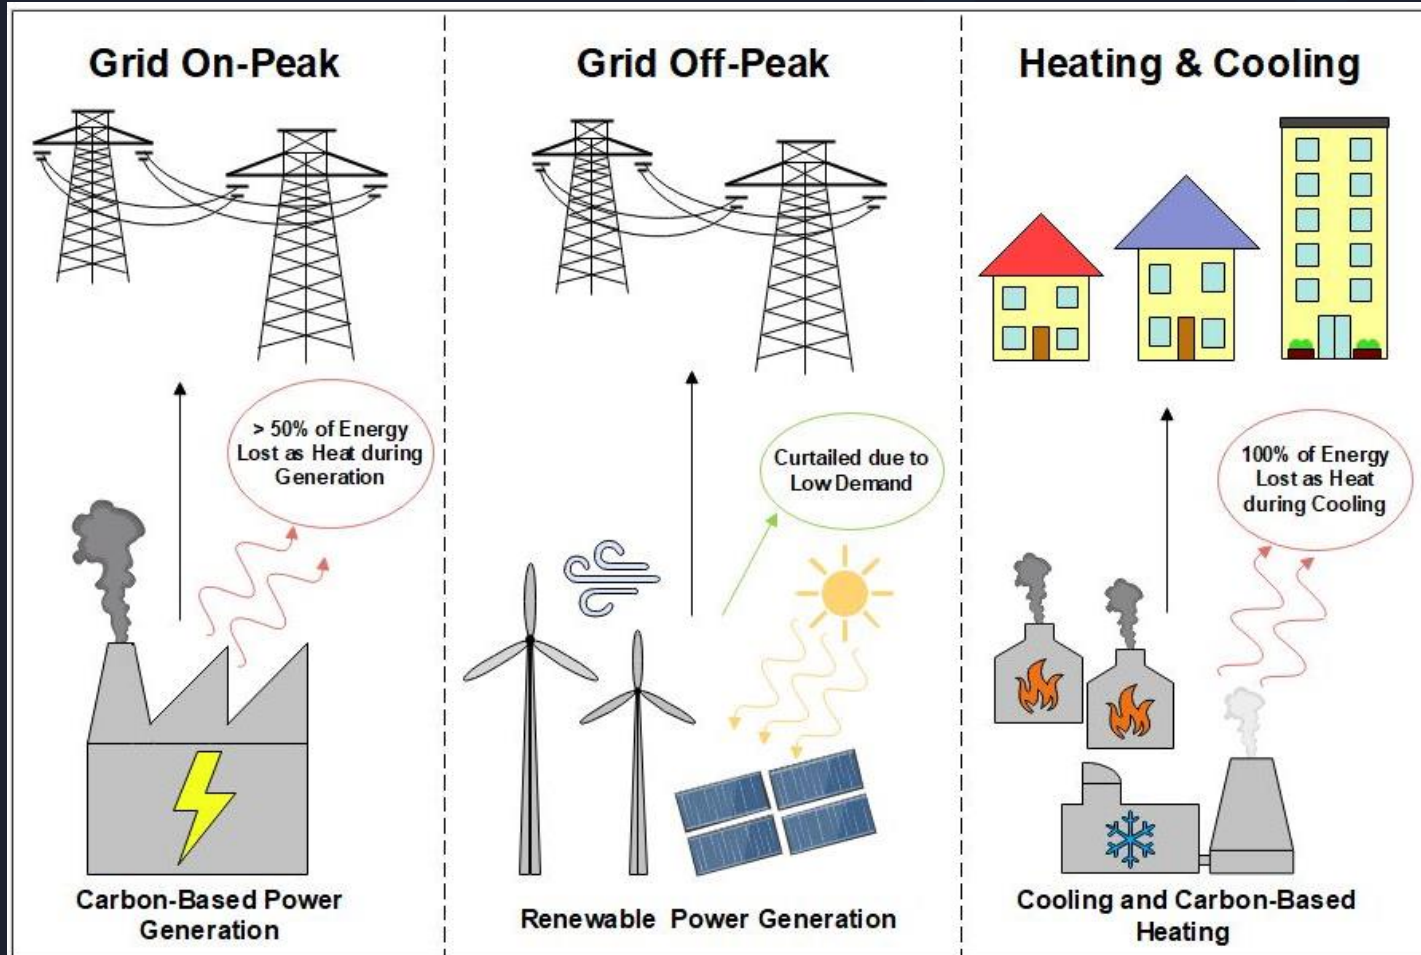 Grid On-Peak
> 50% of Energy
Lost as Heat during
Generation
Carbon-Based Power
Generation
Grid Off-Peak
Curtailed due to
Low Demand
Renewable Power Generation
Heating & Cooling
100% of Energy
Lost as Heat
during Cooling
Cooling and Carbon-Based
Heating